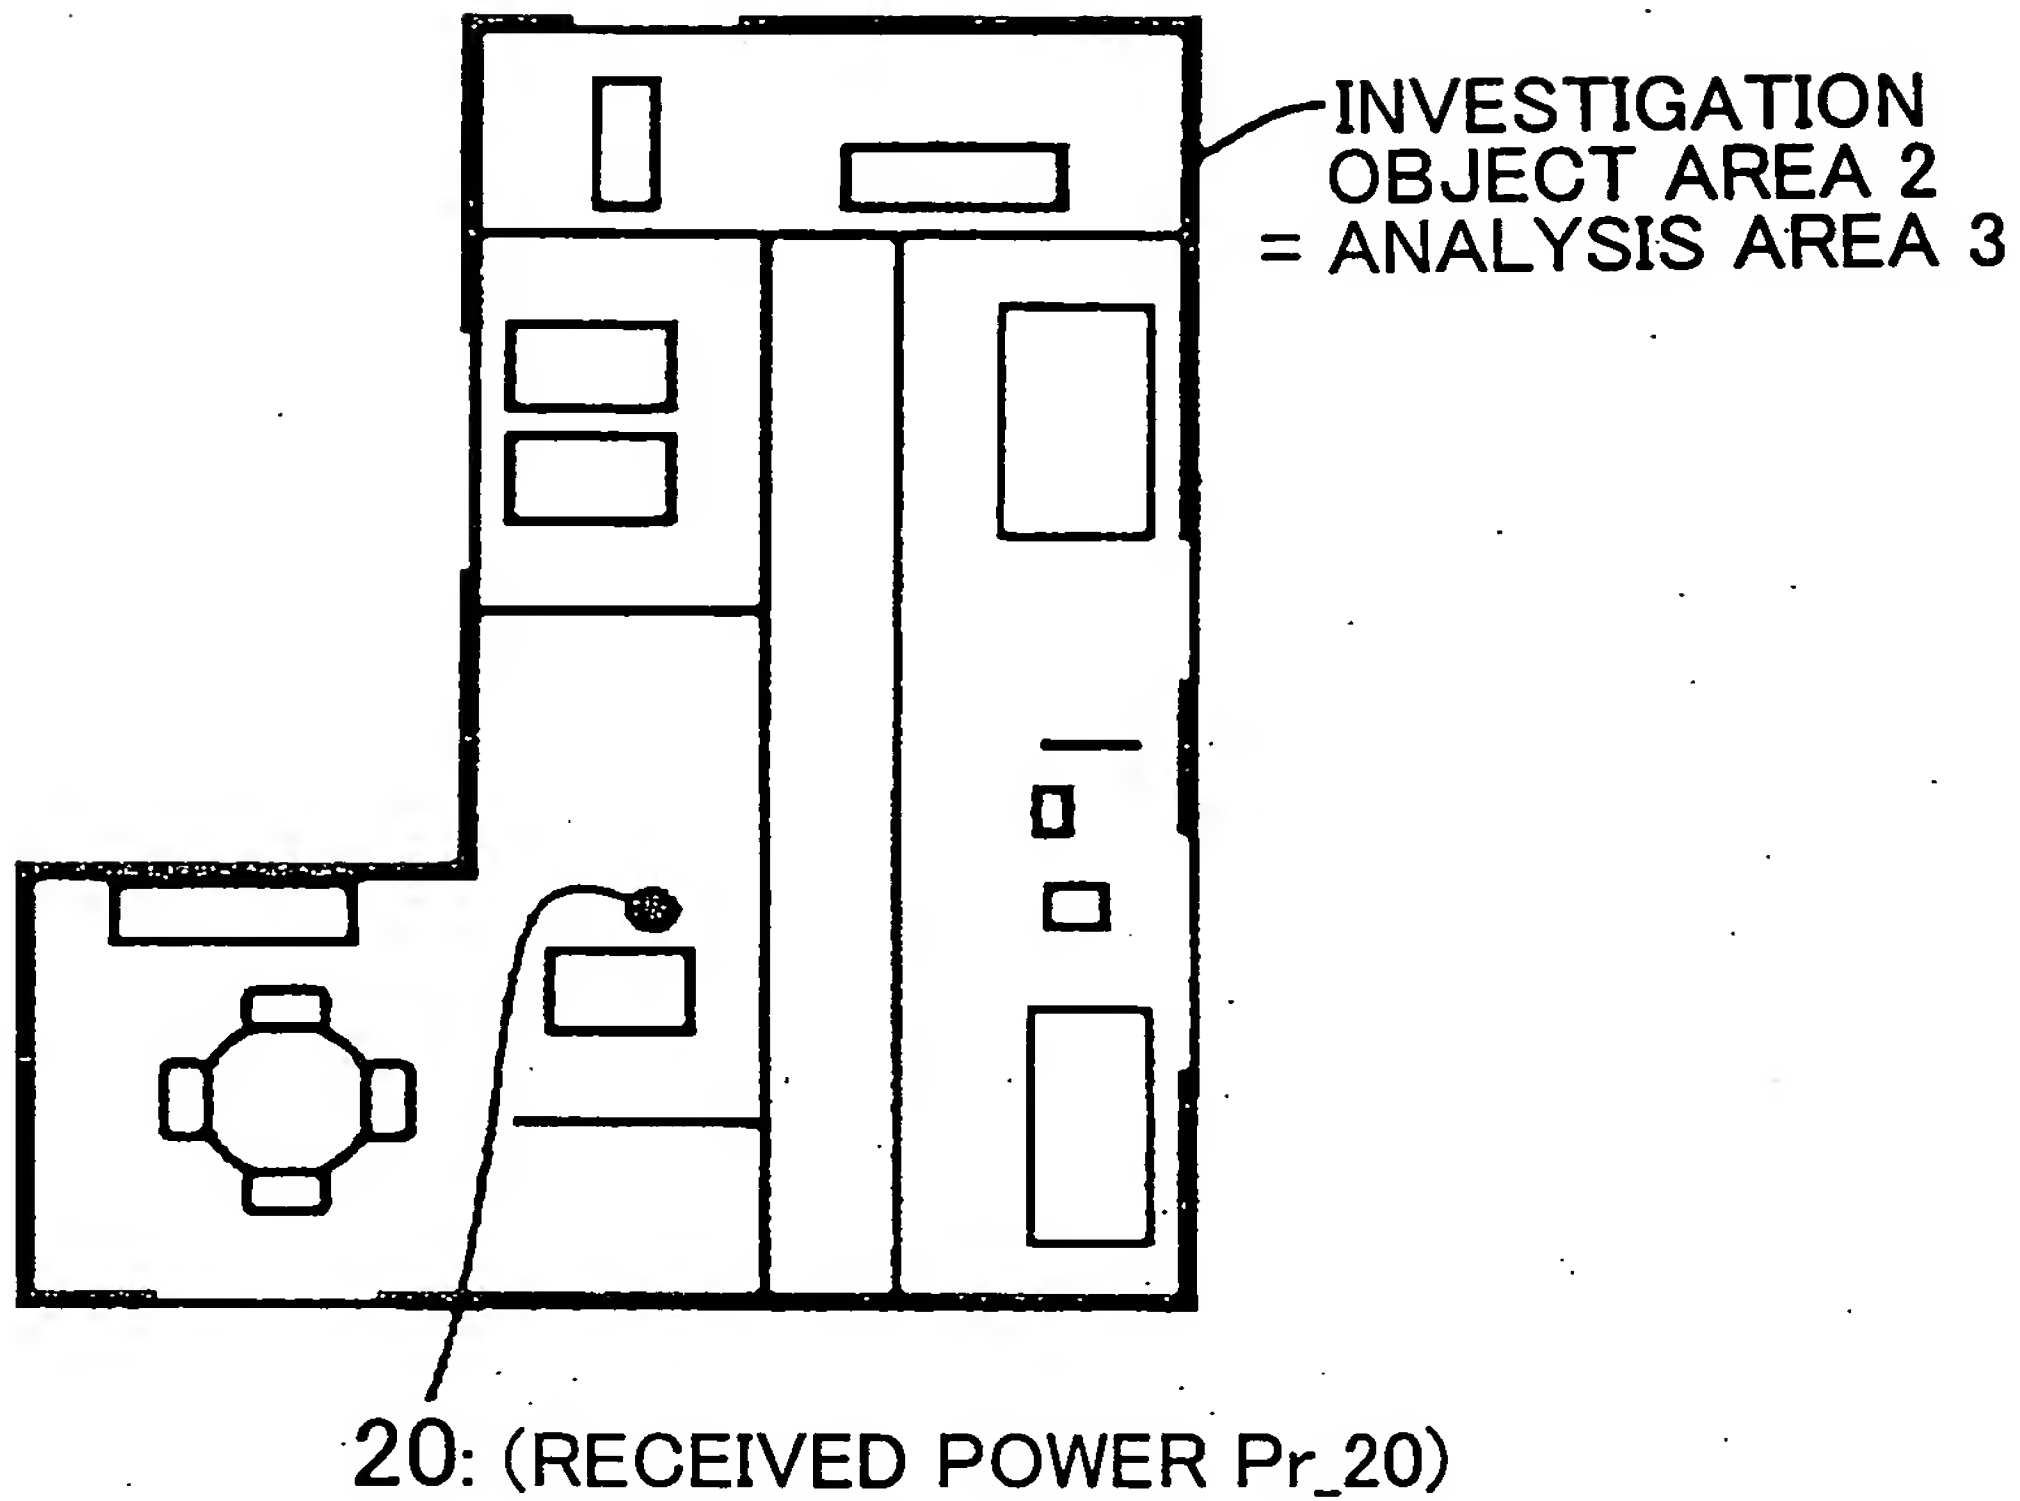 INVESTIGATION
OBJECT AREA 2
= ANALYSIS AREA 3
20: (RECEIVED POWER Pr_20)